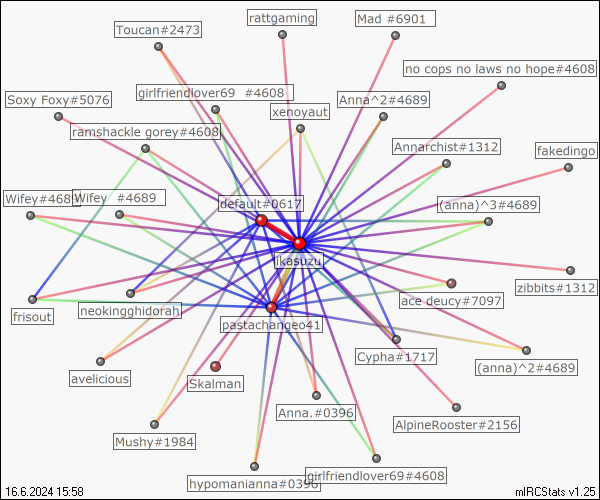 Toucan#2473
rattgaming
Mad #6901
no cops no laws no hope#4608
Soxy Foxy#5076
girlfriendlover69 #4608
Anna^2#4689
xenoyaut
ramshackle gorey#4608
Annarchist#1312
fakedingo
Wifey#4689
Wifey #4689
default#0617
(anna)^3#4689
ikasuzu
zibbits#1312
ace deucy#7097
frisout
neokingghidorah
pastachangeo41
Cypha#1717
(anna)^2#4689
avelicious
Skalman
Anna.#0396
AlpineRooster#2156
Mushy#1984
hypomanianna#0396
girlfriendlover69#4608
16.6.2024 15:58
mIRCStats v1.25